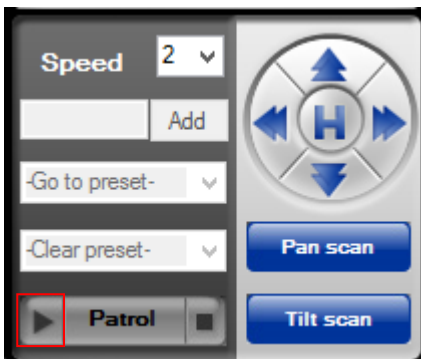 Speed 2
Add
-Go to preset-
-Clear preset-
Patrol
H
Pan scan
Tilt scan